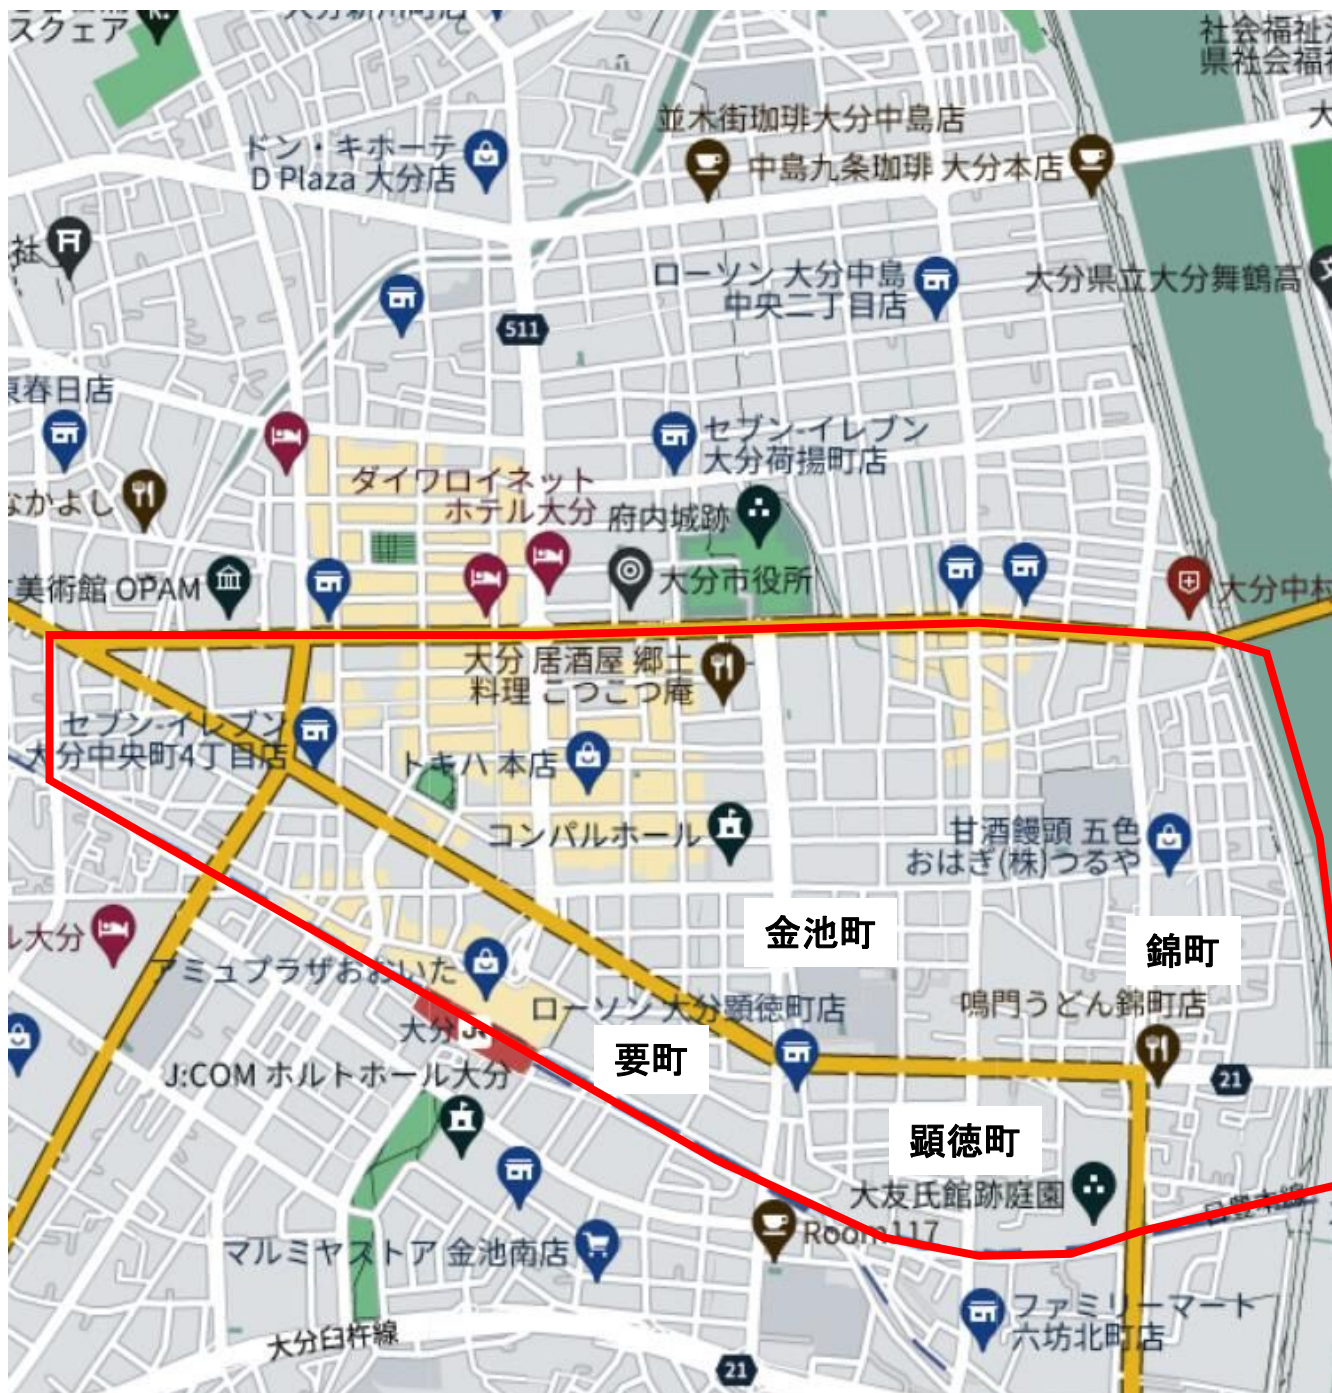 スクェア
県社会福
並木街珈琲大分中島店
中島九条珈琲 大分本店
ドン・キホーテ
D Plaza 大分店
社
ローソン 大分中島
中央二丁目店
大分県立大分舞鶴高
511
東春日店
セブン-イレブン
大分荷揚町店
ダイワロイネット
ホテル大分
なかよし
府内城跡
大分市役所
美術館 OPAM
大分中村
大分 居酒屋 郷土
料理 こつこつ庵
セブン-イレブン
大分中央町4丁目店
トキハ 本店
コンパルホール
甘酒饅頭 五色
おはぎ(株)つるや
金池町
錦町
ル大分
アミュプラザおおいた
ローソン 大分顕徳町店
鳴門うどん錦町店
大分
要町
J:COM ホルトホール大分
21
顕徳町
大友氏館跡庭園
日豊本線
Room117
マルミヤストア 金池南店
ファミリーマート
六坊北町店
大分臼杵線
21